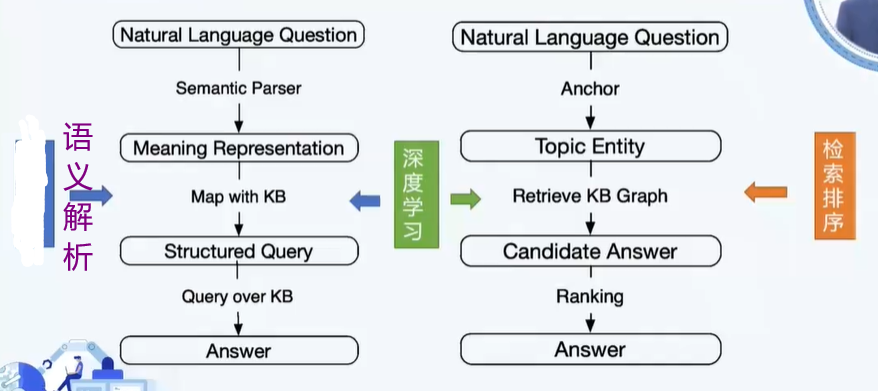 Natural Language Question
Semantic Parser
Meaning Representation
Map with KB
Structured Query
Query over KB
Answer
语义解析
深度学习
Natural Language Question
Anchor
Topic Entity
Retrieve KB Graph
Candidate Answer
Ranking
Answer
检索排序